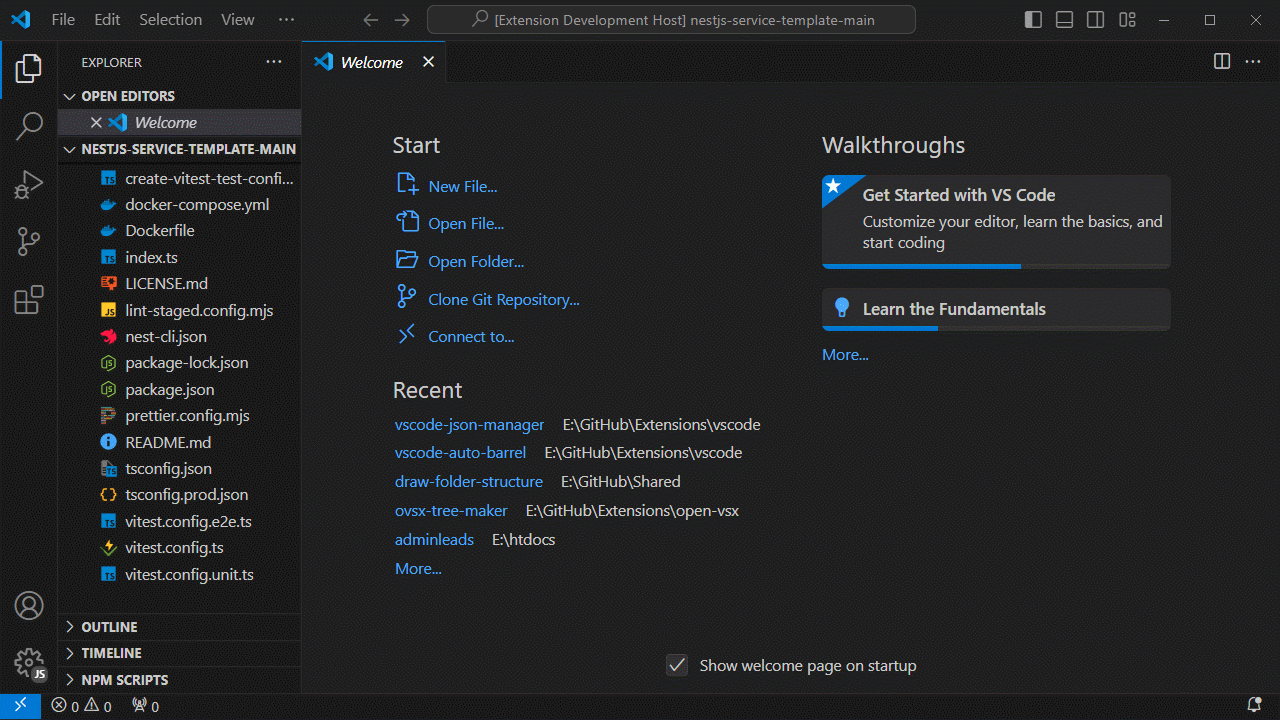 File Edit Selection View ···
[Extension Development Host] nestjs-service-template-main
EXPLORER
OPEN EDITORS
Welcome
NESTJS-SERVICE-TEMPLATE-MAIN
create-vitest-test-confi...
docker-compose.yml
Dockerfile
index.ts
LICENSE.md
lint-staged.config.mjs
nest-cli.json
package-lock.json
package.json
prettier.config.mjs
README.md
tsconfig.json
tsconfig.prod.json
vitest.config.e2e.ts
vitest.config.ts
vitest.config.unit.ts
OUTLINE
TIMELINE
NPM SCRIPTS
JS
Welcome
Start
New File...
Open File...
Open Folder...
Clone Git Repository...
Connect to...
Recent
vscode-json-manager E:\GitHub\Extensions\vscode
vscode-auto-barrel E:\GitHub\Extensions\vscode
draw-folder-structure E:\GitHub\Shared
ovsx-tree-maker E:\GitHub\Extensions\open-vsx
adminleads E:\htdocs
More...
Walkthroughs
Get Started with VS Code
Customize your editor, learn the basics, and
start coding
Learn the Fundamentals
More...
Show welcome page on startup
0 0 0